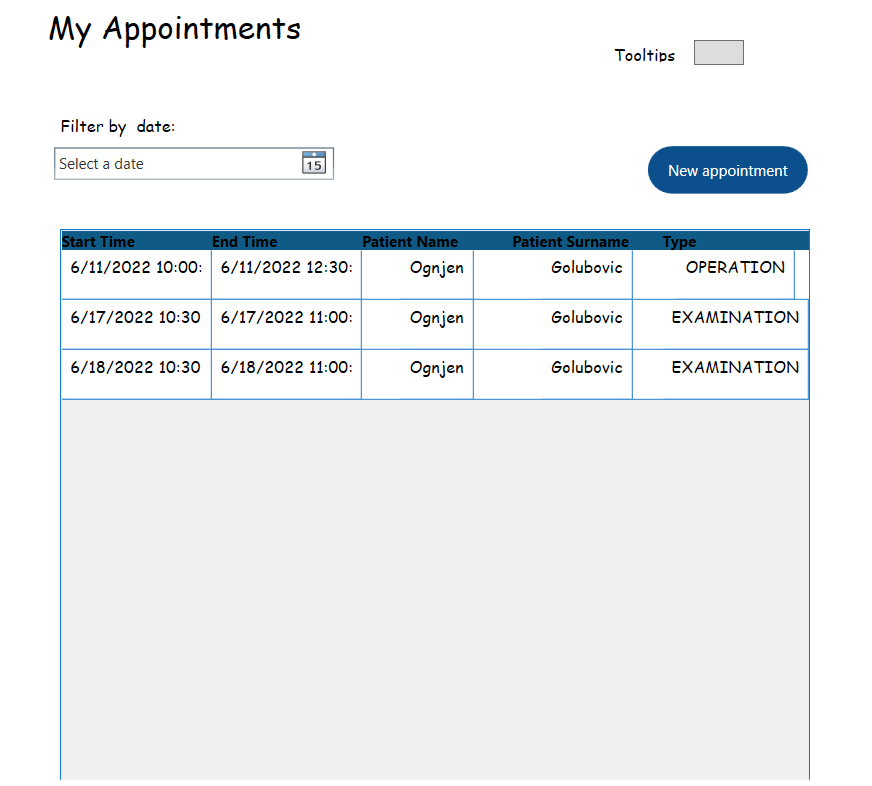 My Appointments
Tooltips
Filter by date:
Select a date 15
New appointment
Start Time End Time Patient Name Patient Surname Type
6/11/2022 10:00: 6/11/2022 12:30: Ognjen Golubovic OPERATION
6/17/2022 10:30 6/17/2022 11:00: Ognjen Golubovic EXAMINATION
6/18/2022 10:30 6/18/2022 11:00: Ognjen Golubovic EXAMINATION